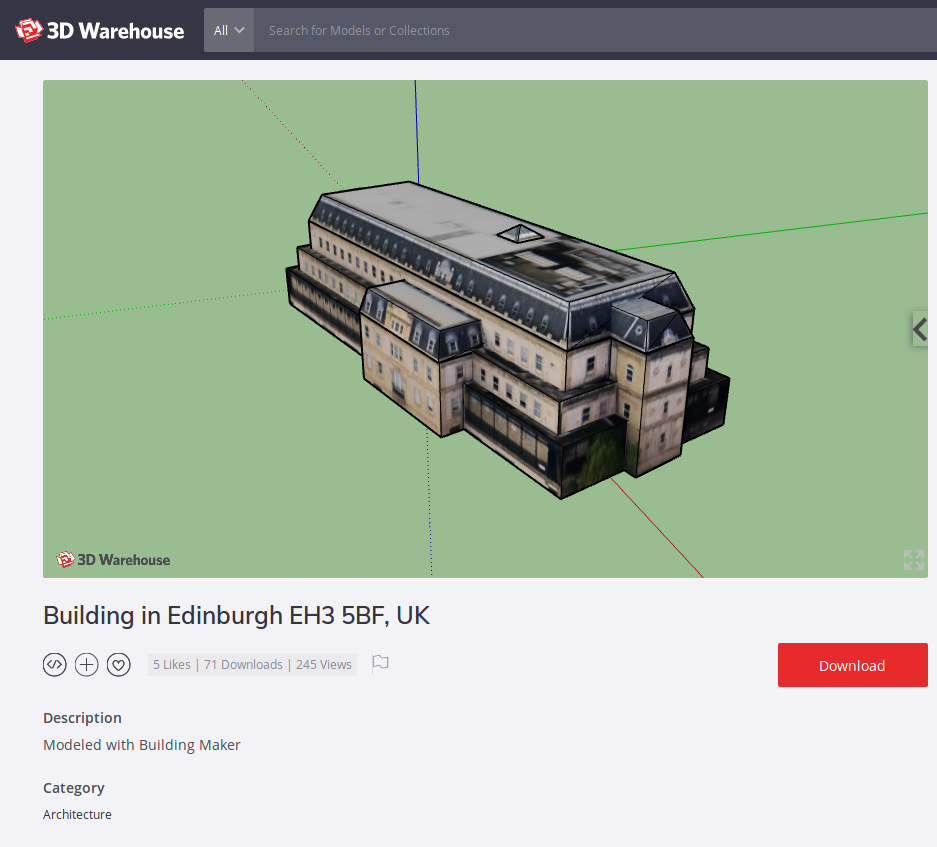 3D Warehouse
All
Search for Models or Collections
3D Warehouse
Building in Edinburgh EH3 5BF, UK
5 Likes | 71 Downloads | 245 Views
Download
Description
Modeled with Building Maker
Category
Architecture